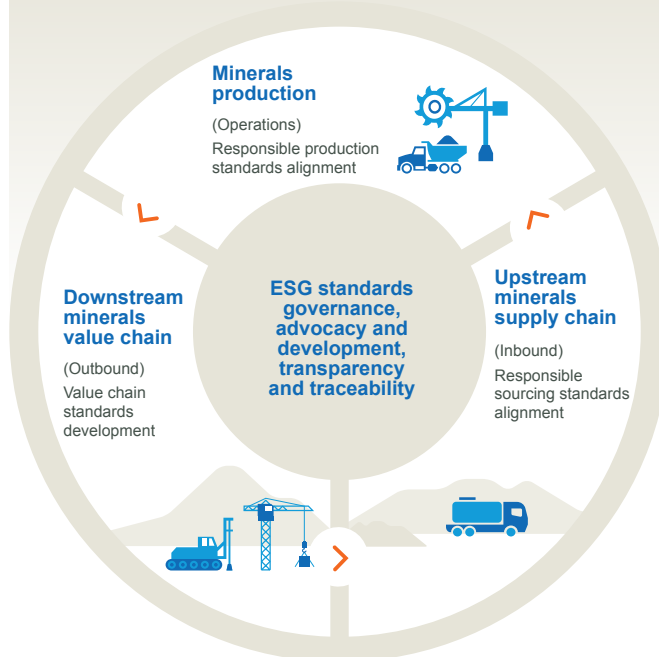 Minerals
production
(Operations)
Responsible production
standards alignment
Downstream
minerals
value chain
(Outbound)
Value chain
standards
development
ESG standards
governance,
advocacy and
development,
transparency
and traceability
Upstream
minerals
supply chain
(Inbound)
Responsible
sourcing standards
alignment